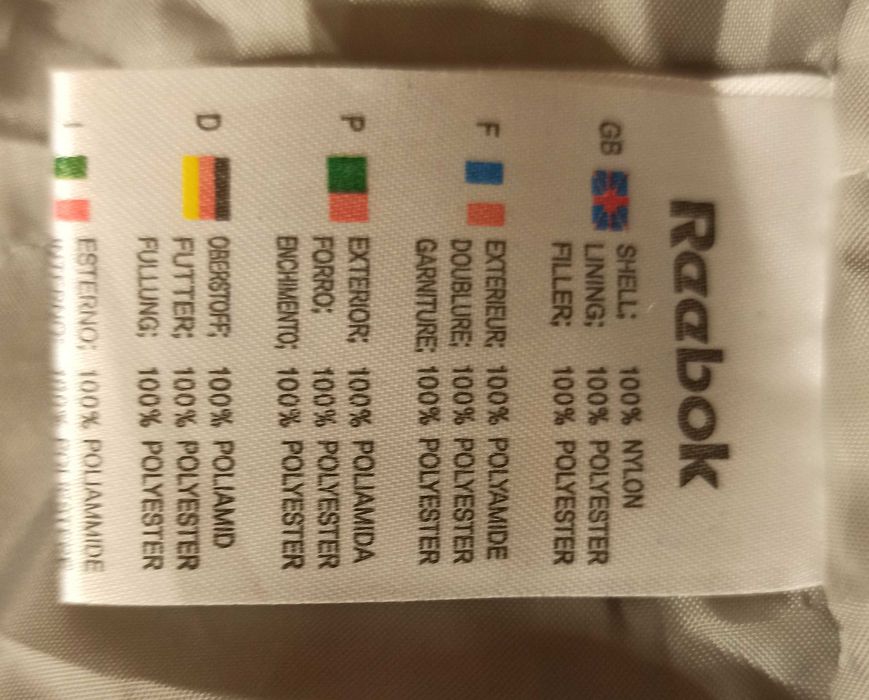 Raabok
GB
SHELL: 100% NYLON
LINING; 100% POLYESTER
FILLER; 100% POLYESTER
F
EXTERIEUR; 100% POLYAMIDE
DOUBLURE; 100% POLYESTER
GARNITURE; 100% POLYESTER
P
EXTERIOR; 100% POLIAMIDA
FORRO; 100% POLYESTER
ENCHIMENTO; 100% POLYESTER
D
OBERSTOFF; 100% POLIAMID
FUTTER; 100% POLYESTER
FULLUNG; 100% POLYESTER
I
ESTERNO; 100% POLIAMMIDE